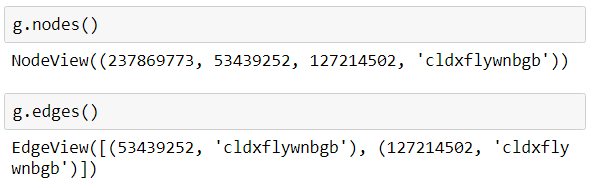 g.nodes()
NodeView((237869773, 53439252, 127214502, 'cldxflywnbgb'))
g.edges()
EdgeView([(53439252, 'cldxflywnbgb'), (127214502, 'cldxfly
wnbgb')])